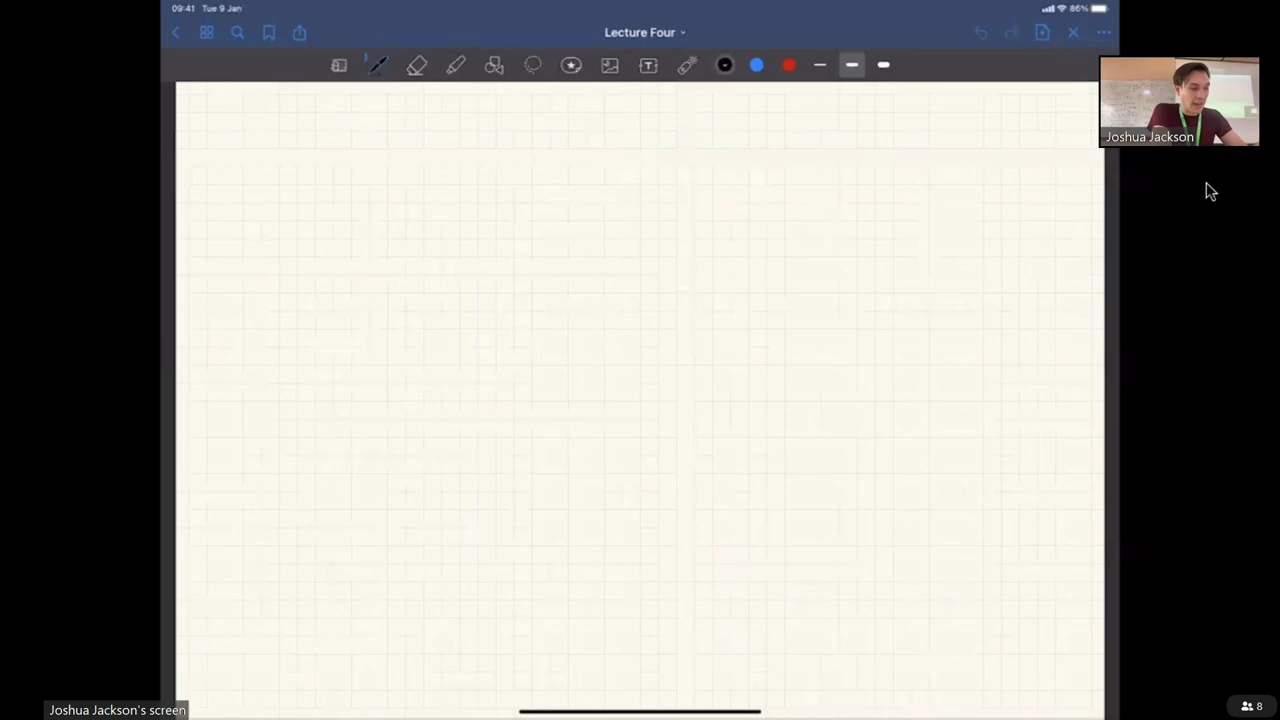 09:41 Tue 9 Jan
86%
Lecture Four
T
Joshua Jackson
Joshua Jackson's screen
8